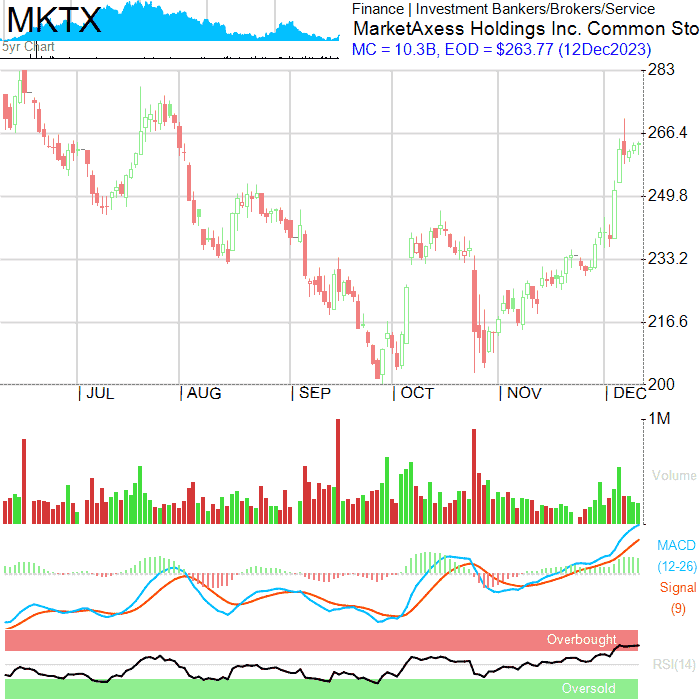 MKTX
5yr Chart
Finance | Investment Bankers/Brokers/Service
MarketAxess Holdings Inc. Common Sto
MC = 10.3B, EOD = $263.77 (12Dec2023)
283
266.4
249.8
233.2
216.6
200
JUL AUG SEP OCT NOV DEC
1M
Volume
MACD
(12-26)
Signal
(9)
Overbought
RSI(14)
Oversold